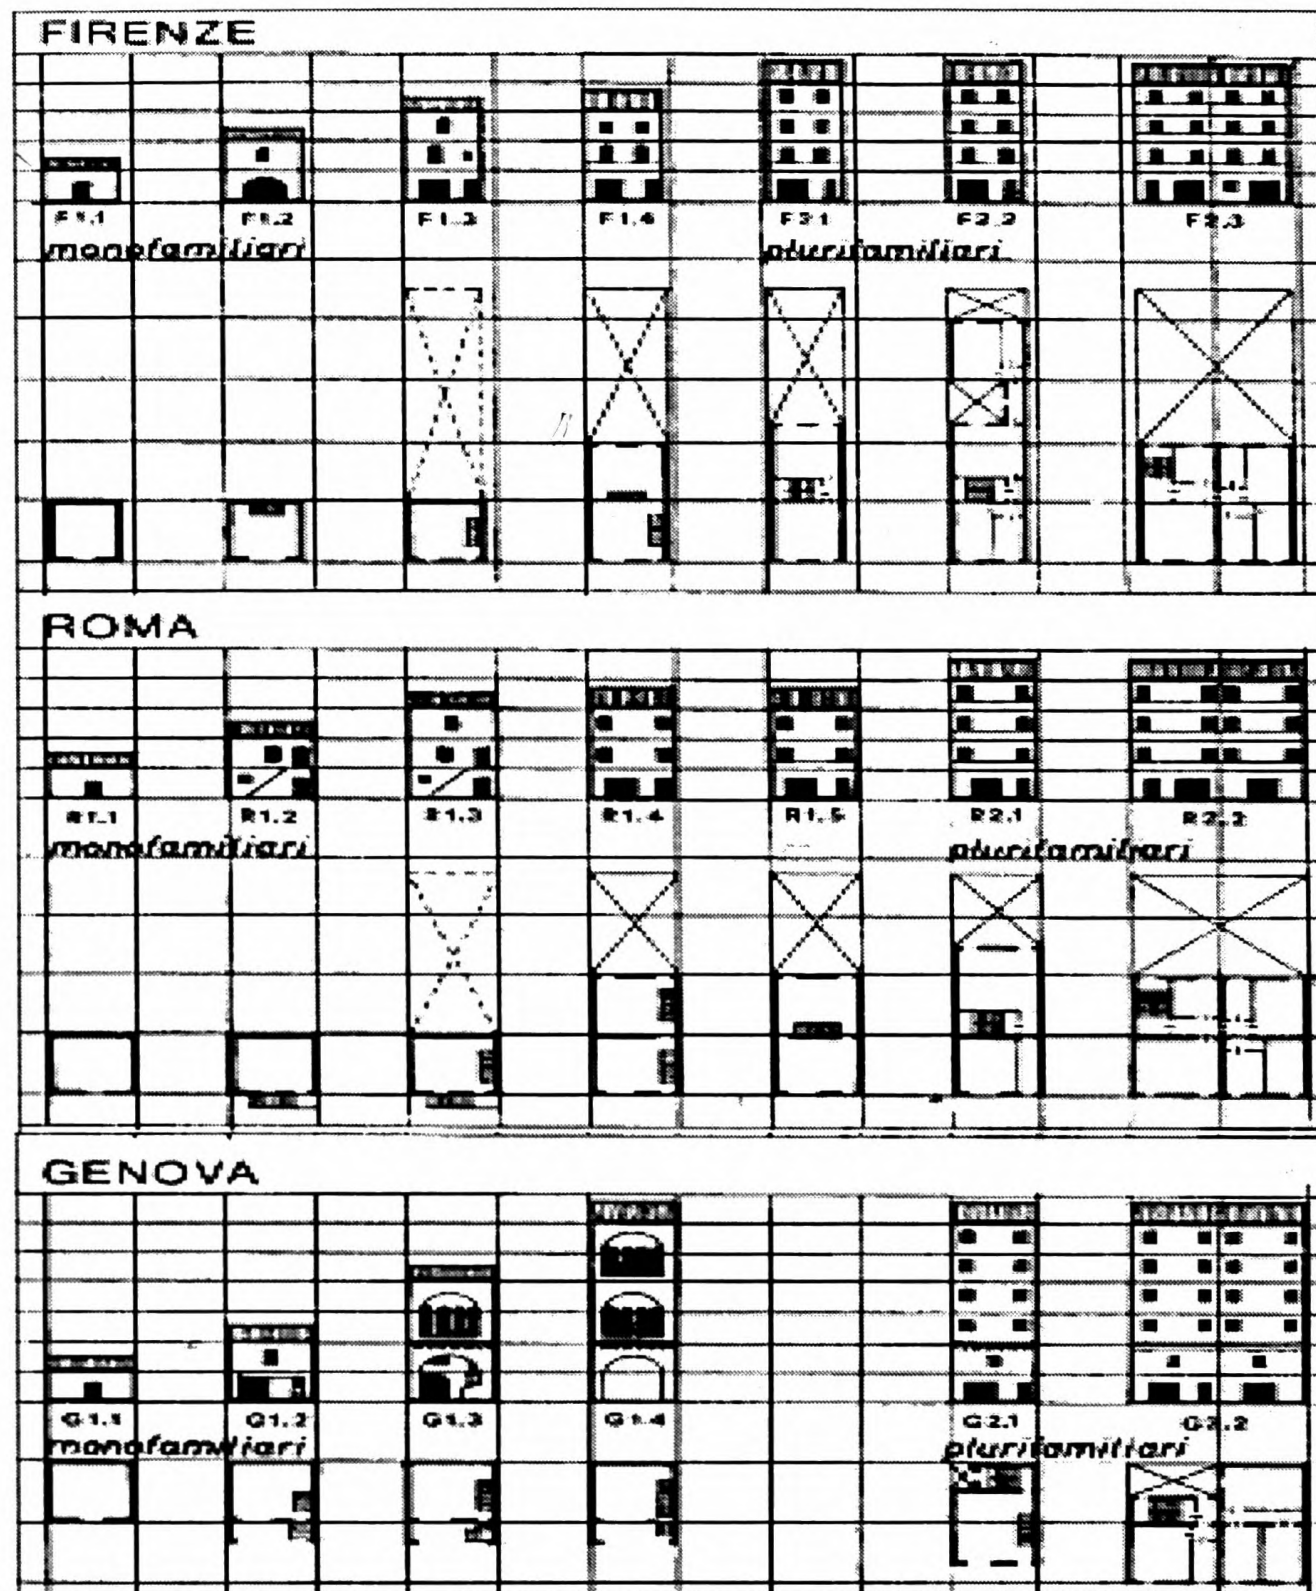 FIRENZE
F1.1 F1.2 F1.3 F1.4 F2.1 F2.2 F2.3
monofamiliari plurifamiliari
ROMA
R1.1 R1.2 R1.3 R1.4 R1.5 R2.1 R2.2
monofamiliari plurifamiliari
GENOVA
G1.1 G1.2 G1.3 G1.4 G2.1 G2.2
monofamiliari plurifamiliari